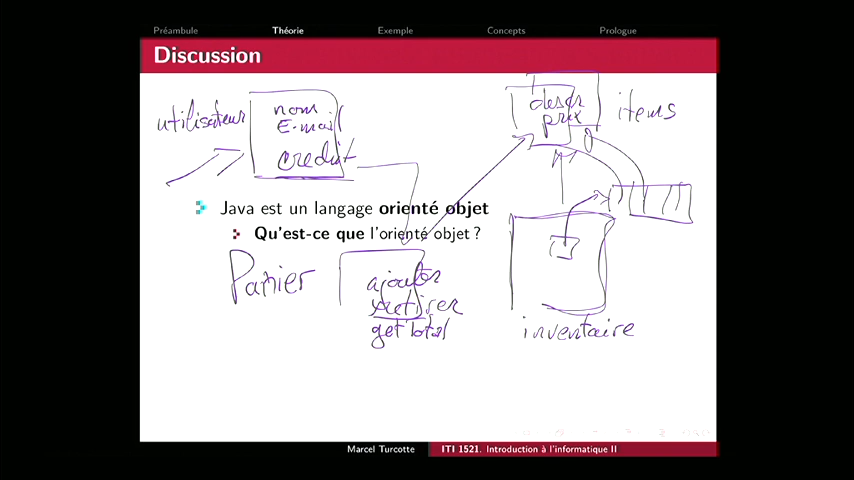 Préambule Théorie Exemple Concepts Prologue
Discussion
utilisateur
nom
E-mail
credit
descr
prix
items
Java est un langage orienté objet
Qu'est-ce que l'orienté objet ?
Panier
ajouter
retirer
get total
inventaire
Marcel Turcotte ITI 1521. Introduction à l'informatique II